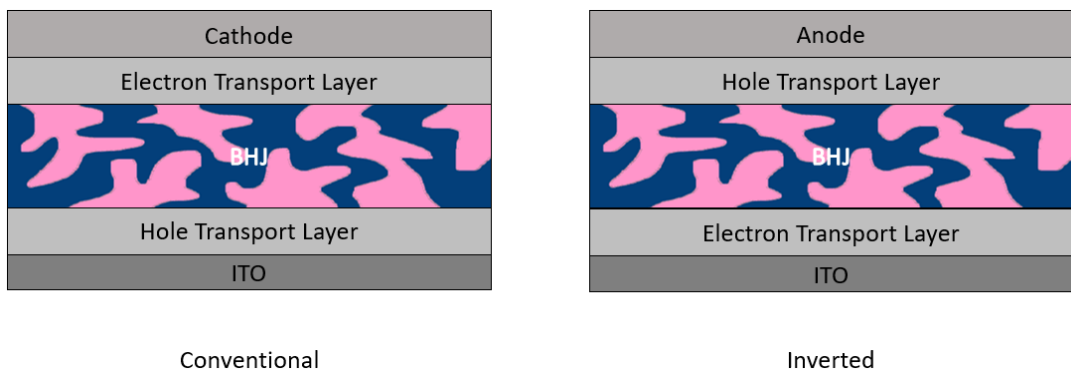 Cathode
Electron Transport Layer
BHJ
Hole Transport Layer
ITO
Conventional
Anode
Hole Transport Layer
BHJ
Electron Transport Layer
ITO
Inverted